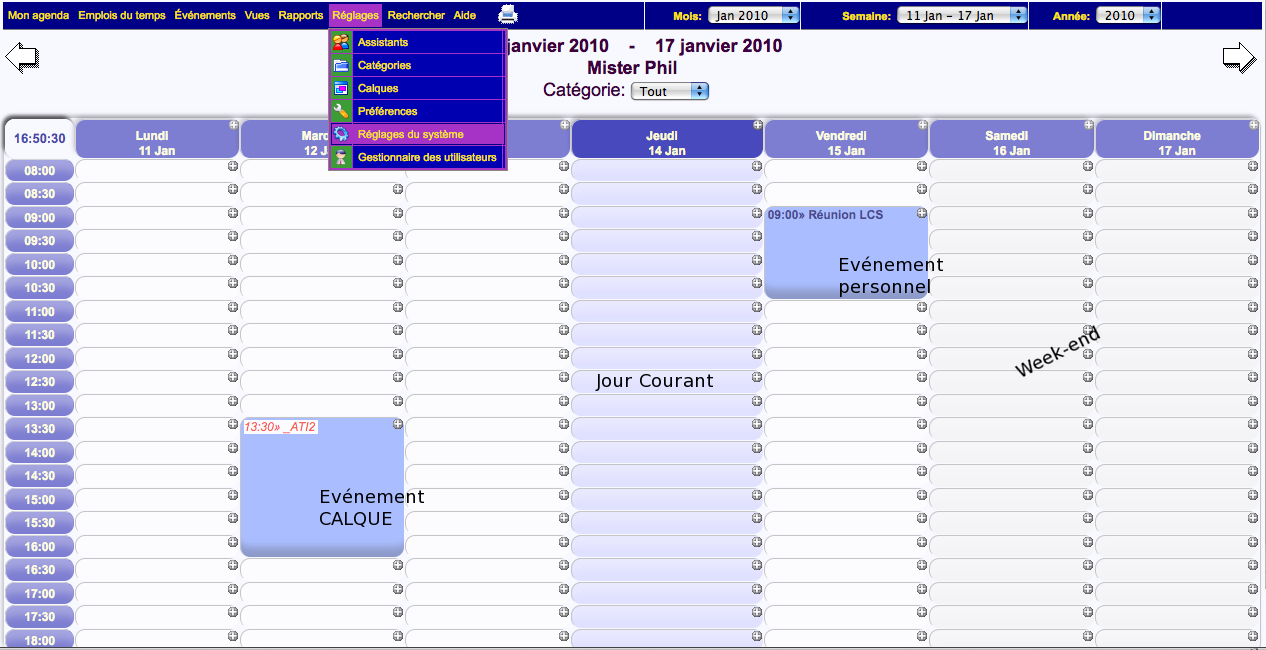 Mon agenda Emplois du temps Événements Vues Rapports Réglages Rechercher Aide Mois: Jan 2010 Semaine: 11 Jan – 17 Jan Année: 2010
Assistants
Catégories
Calques
Préférences
Réglages du système
Gestionnaire des utilisateurs
janvier 2010 - 17 janvier 2010
Mister Phil
Catégorie: Tout
16:50:30
Lundi
11 Jan
Mard
12 J
Jeudi
14 Jan
Vendredi
15 Jan
Samedi
16 Jan
Dimanche
17 Jan
08:00
08:30
09:00
09:00» Réunion LCS
09:30
10:00
Evénement
personnel
10:30
11:00
11:30
Week-end
12:00
12:30
Jour Courant
13:00
13:30
13:30» _ATI2
14:00
14:30
15:00
Evénement
CALQUE
15:30
16:00
16:30
17:00
17:30
18:00